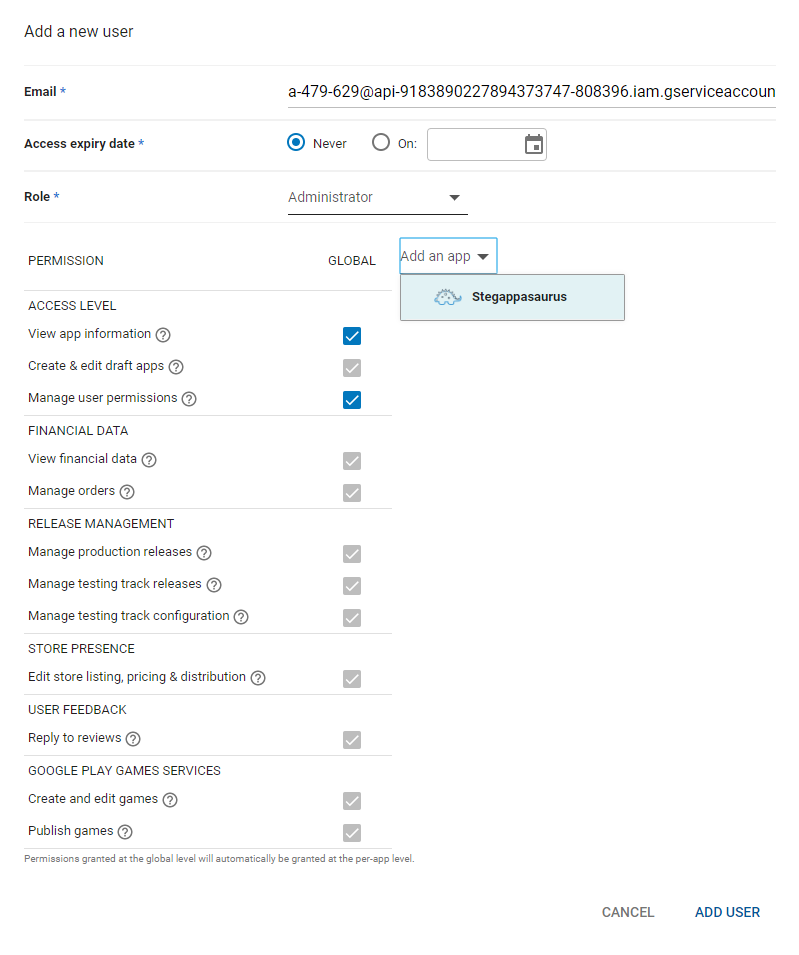 Add a new user
Email *
a-479-629@api-9183890227894373747-808396.iam.gserviceaccoun
Access expiry date *
Never
On:
Role *
Administrator
PERMISSION
GLOBAL
Add an app
Stegappasaurus
ACCESS LEVEL
View app information
Create & edit draft apps
Manage user permissions
FINANCIAL DATA
View financial data
Manage orders
RELEASE MANAGEMENT
Manage production releases
Manage testing track releases
Manage testing track configuration
STORE PRESENCE
Edit store listing, pricing & distribution
USER FEEDBACK
Reply to reviews
GOOGLE PLAY GAMES SERVICES
Create and edit games
Publish games
Permissions granted at the global level will automatically be granted at the per-app level.
CANCEL
ADD USER